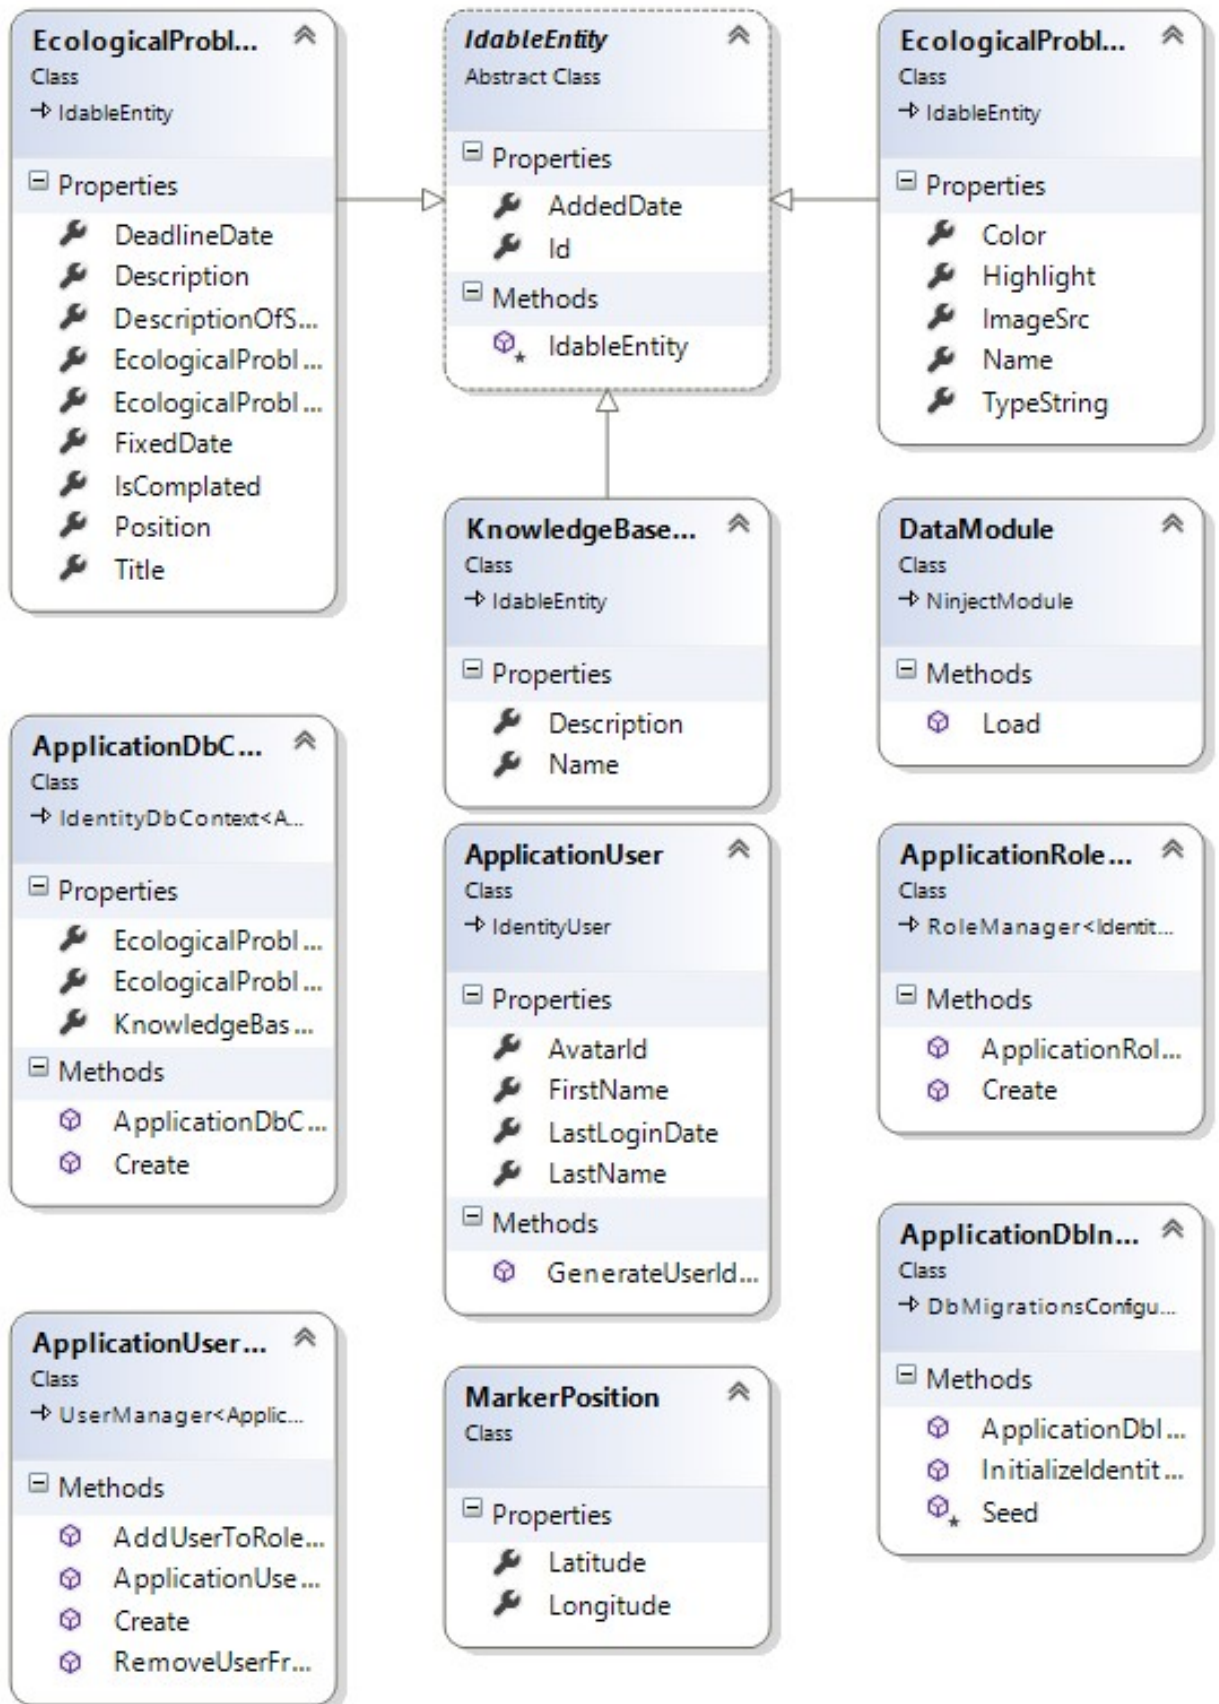 EcologicalProbl...
Class
IdableEntity
Properties
DeadlineDate
Description
DescriptionOfS...
EcologicalProbl...
EcologicalProbl...
FixedDate
IsComplated
Position
Title
IdableEntity
Abstract Class
Properties
AddedDate
Id
Methods
IdableEntity
EcologicalProbl...
Class
IdableEntity
Properties
Color
Highlight
ImageSrc
Name
TypeString
KnowledgeBase...
Class
IdableEntity
Properties
Description
Name
DataModule
Class
NinjectModule
Methods
Load
ApplicationDbC...
Class
IdentityDbContext<A...
Properties
EcologicalProbl...
EcologicalProbl...
KnowledgeBas...
Methods
ApplicationDbC...
Create
ApplicationUser
Class
IdentityUser
Properties
AvatarId
FirstName
LastLoginDate
LastName
Methods
GenerateUserId...
ApplicationRole...
Class
RoleManager<Identit...
Methods
ApplicationRol...
Create
ApplicationDbIn...
Class
DbMigrationsConfigu...
Methods
ApplicationDbI...
InitializeIdentit...
Seed
ApplicationUser...
Class
UserManager<Applic...
Methods
AddUserToRole...
ApplicationUse...
Create
RemoveUserFr...
MarkerPosition
Class
Properties
Latitude
Longitude